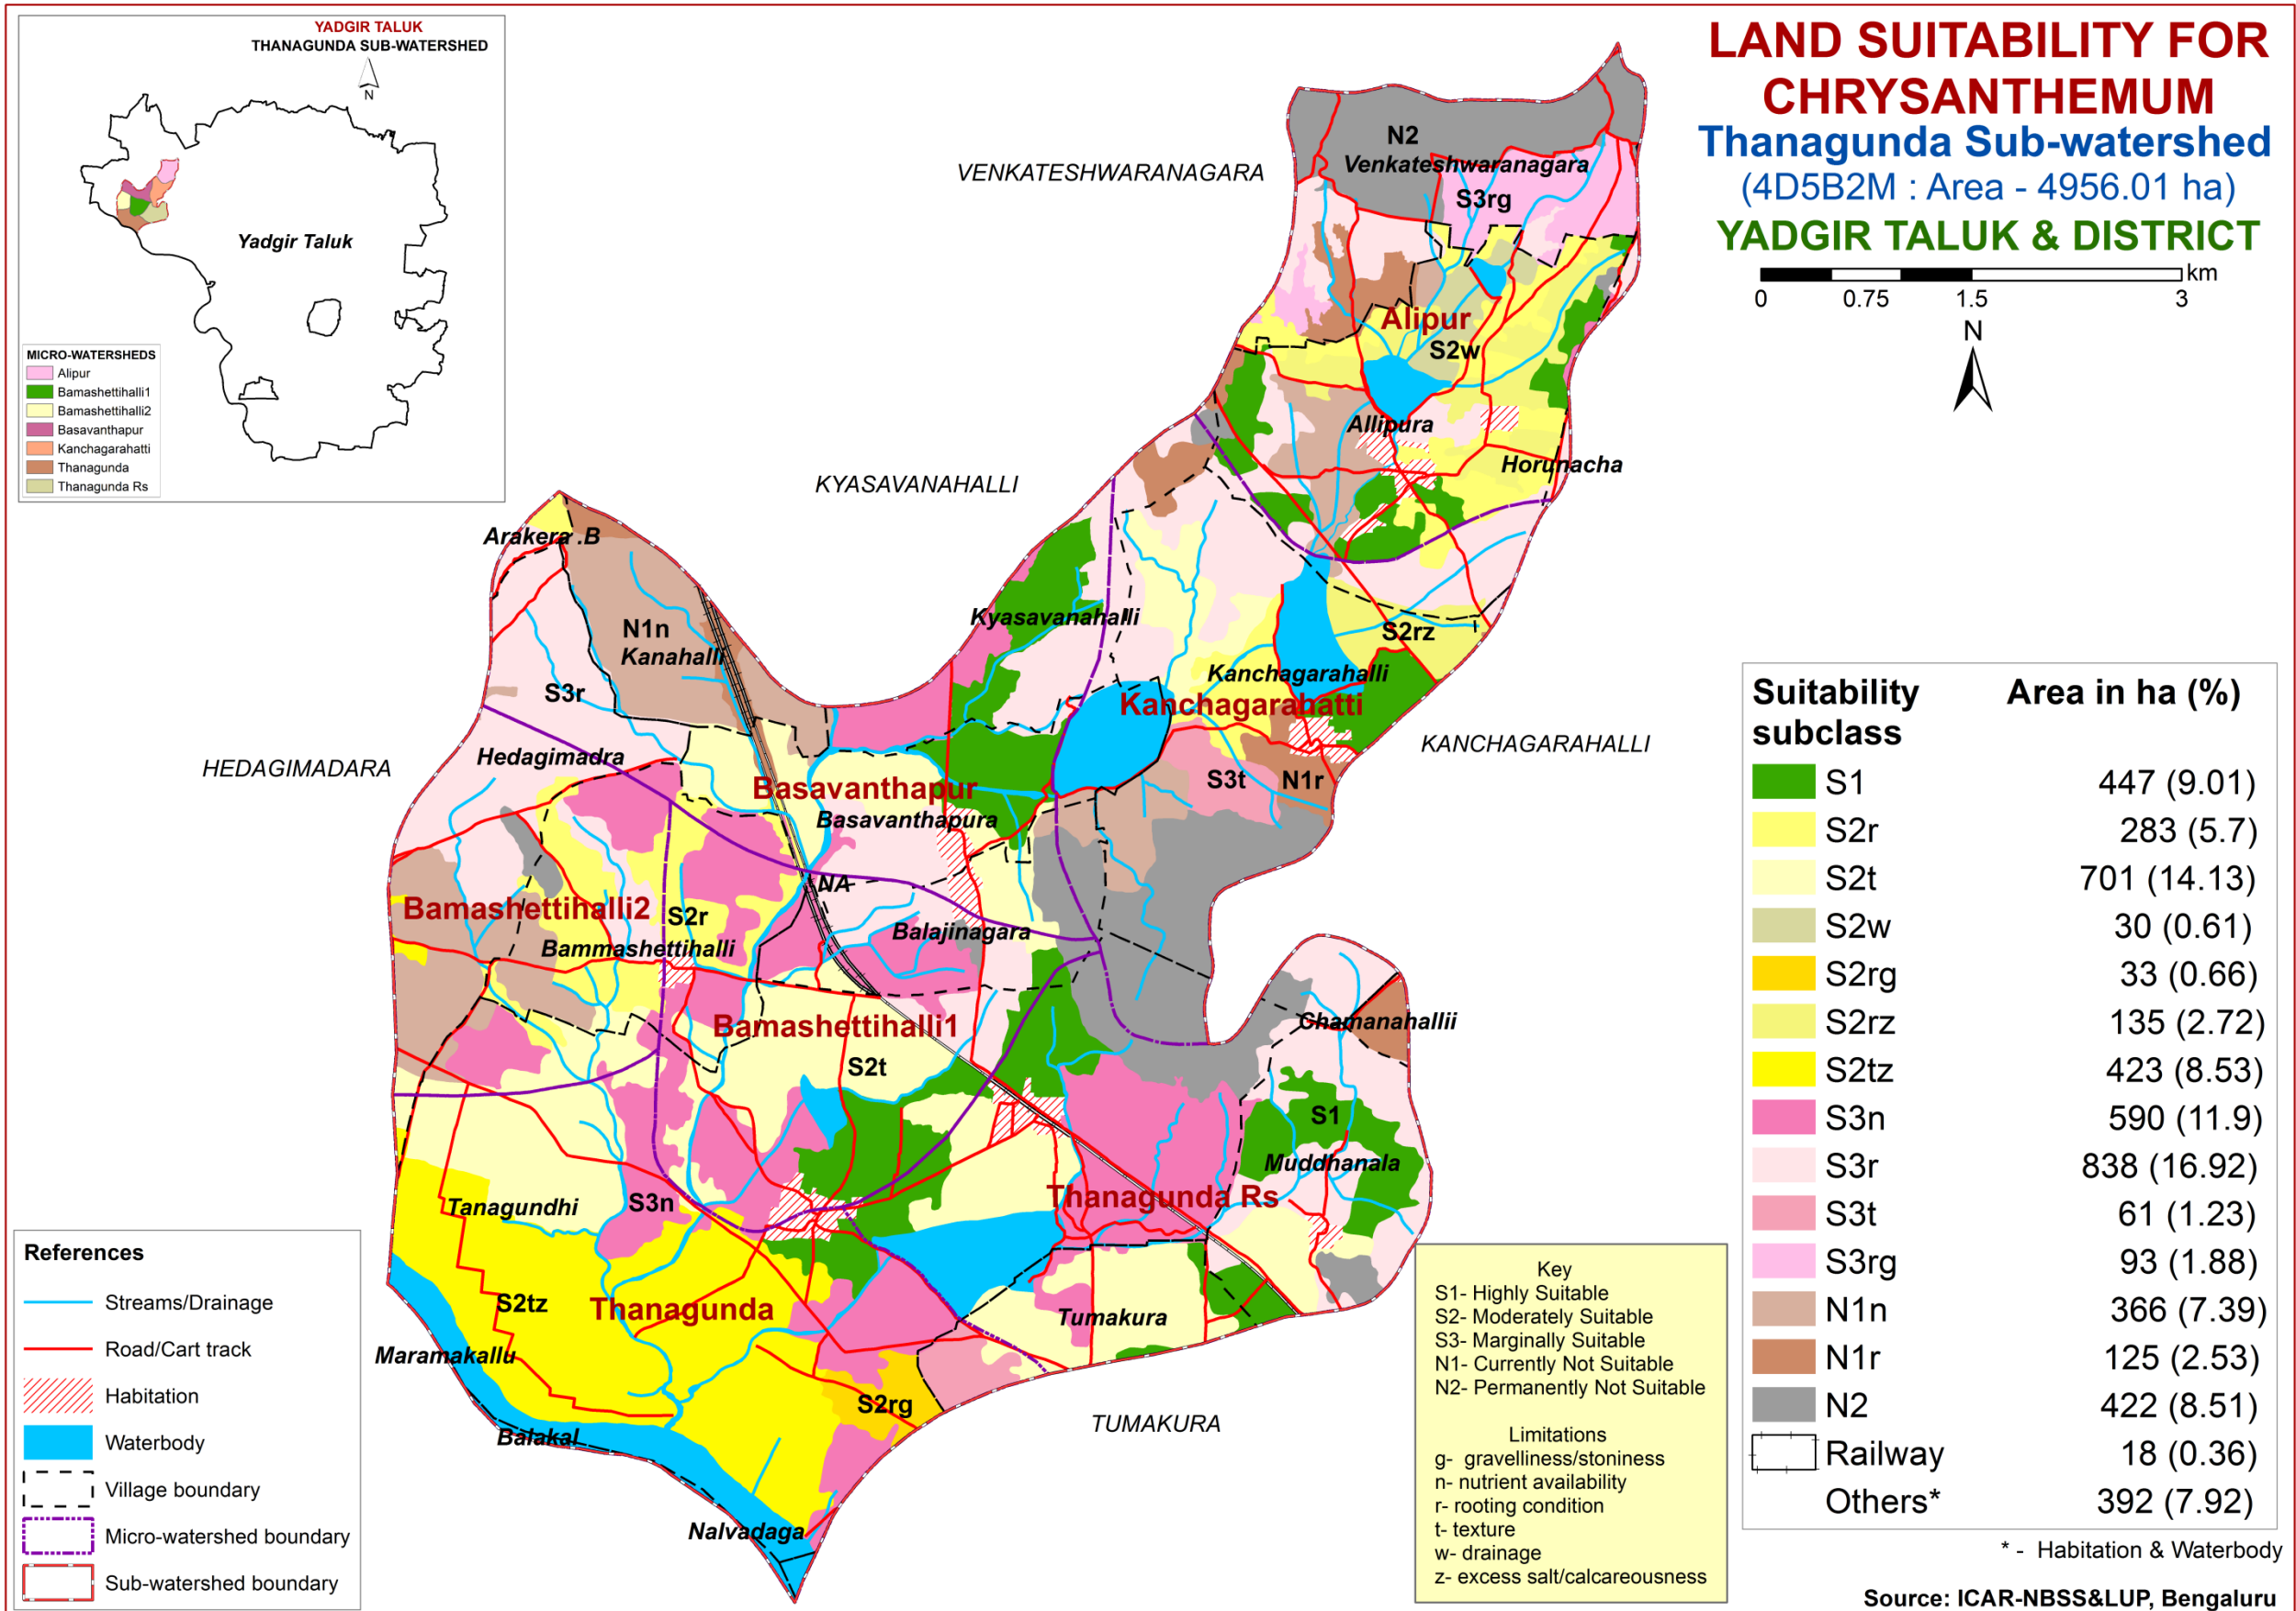 YADGIR TALUK
THANAGUNDA SUB-WATERSHED
N
Yadgir Taluk
MICRO-WATERSHEDS
Alipur
Bamashettihalli1
Bamashettihalli2
Basavanthapur
Kanchagarahatti
Thanagunda
Thanagunda Rs
LAND SUITABILITY FOR
CHRYSANTHEMUM
Thanagunda Sub-watershed
(4D5B2M : Area - 4956.01 ha)
YADGIR TALUK & DISTRICT
km
0 0.75 1.5 3
N
N2
Venkateshwaranagara
VENKATESHWARANAGARA
S3rg
Alipur
S2w
Allipura
Horunacha
KYASAVANAHALLI
Arakera .B
Kyasavanahalli
N1n
Kanahalli
S2rz
Kanchagarahalli
S3r
Kanchagarahatti
KANCHAGARAHALLI
Hedagimadra
HEDAGIMADARA
S3t
N1r
Basavanthapur
Basavanthapura
NA
Bamashettihalli2
S2r
Balajinagara
Bammashettihalli
Bamashettihalli1
Chamanahallii
S2t
S1
Muddhanala
Thanagunda Rs
Tanagundhi
S3n
S2tz
Thanagunda
Tumakura
Maramakallu
S2rg
TUMAKURA
Balakal
Nalvadaga
References
Streams/Drainage
Road/Cart track
Habitation
Waterbody
Village boundary
Micro-watershed boundary
Sub-watershed boundary
Key
S1- Highly Suitable
S2- Moderately Suitable
S3- Marginally Suitable
N1- Currently Not Suitable
N2- Permanently Not Suitable
Limitations
g- gravelliness/stoniness
n- nutrient availability
r- rooting condition
t- texture
w- drainage
z- excess salt/calcareousness
Suitability subclass Area in ha (%)
S1 447 (9.01)
S2r 283 (5.7)
S2t 701 (14.13)
S2w 30 (0.61)
S2rg 33 (0.66)
S2rz 135 (2.72)
S2tz 423 (8.53)
S3n 590 (11.9)
S3r 838 (16.92)
S3t 61 (1.23)
S3rg 93 (1.88)
N1n 366 (7.39)
N1r 125 (2.53)
N2 422 (8.51)
Railway 18 (0.36)
Others* 392 (7.92)
* - Habitation & Waterbody
Source: ICAR-NBSS&LUP, Bengaluru